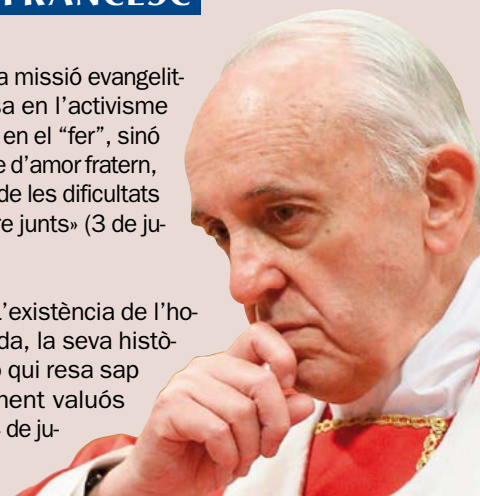 FRANCESC
a missió evangelit-
sa en l’activisme
en el “fer”, sinó
e d’amor fratern,
de les dificultats
re junts» (3 de ju-
L’existència de l’ho-
da, la seva histò-
ò qui resa sap
ment valuós
de ju-